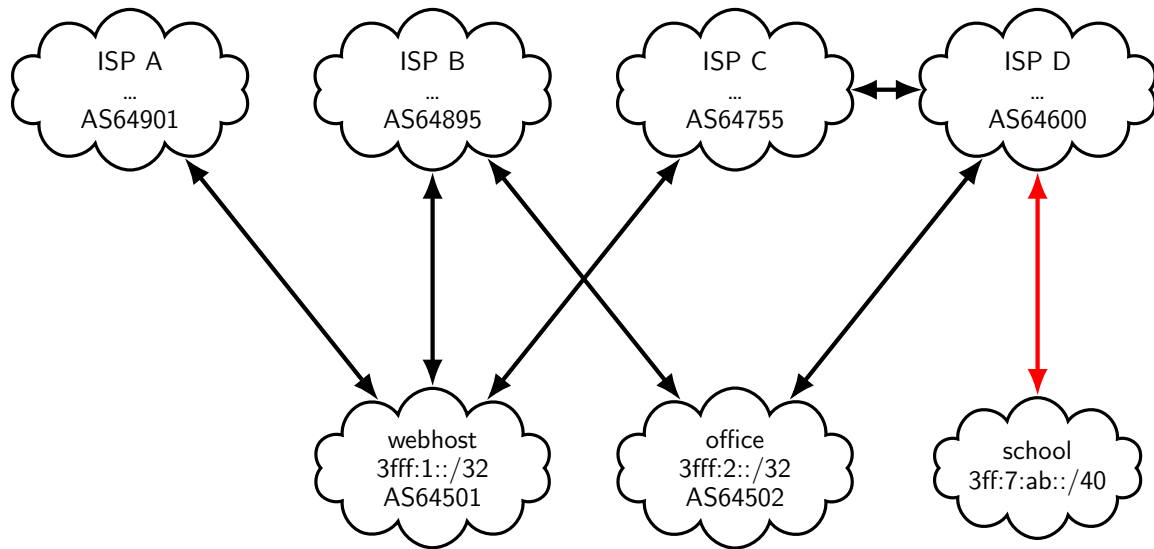 ISP A
...
AS64901
ISP B
...
AS64895
ISP C
...
AS64755
ISP D
...
AS64600
webhost
3fff:1::/32
AS64501
office
3fff:2::/32
AS64502
school
3ff:7:ab::/40